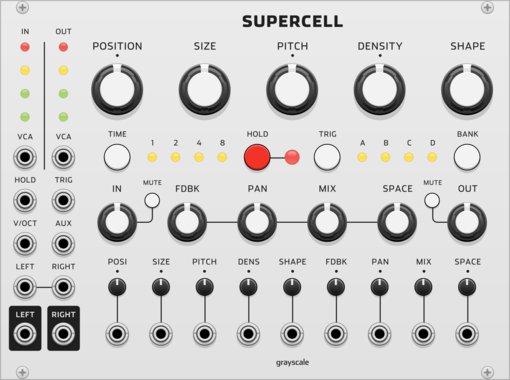 SUPERCELL
IN OUT
POSITION SIZE PITCH DENSITY SHAPE
VCA VCA
TIME 1 2 4 8 HOLD TRIG A B C D BANK
HOLD TRIG
IN MUTE FDBK PAN MIX SPACE MUTE OUT
V/OCT AUX
LEFT RIGHT
POSI SIZE PITCH DENS SHAPE FDBK PAN MIX SPACE
LEFT RIGHT
grayscale